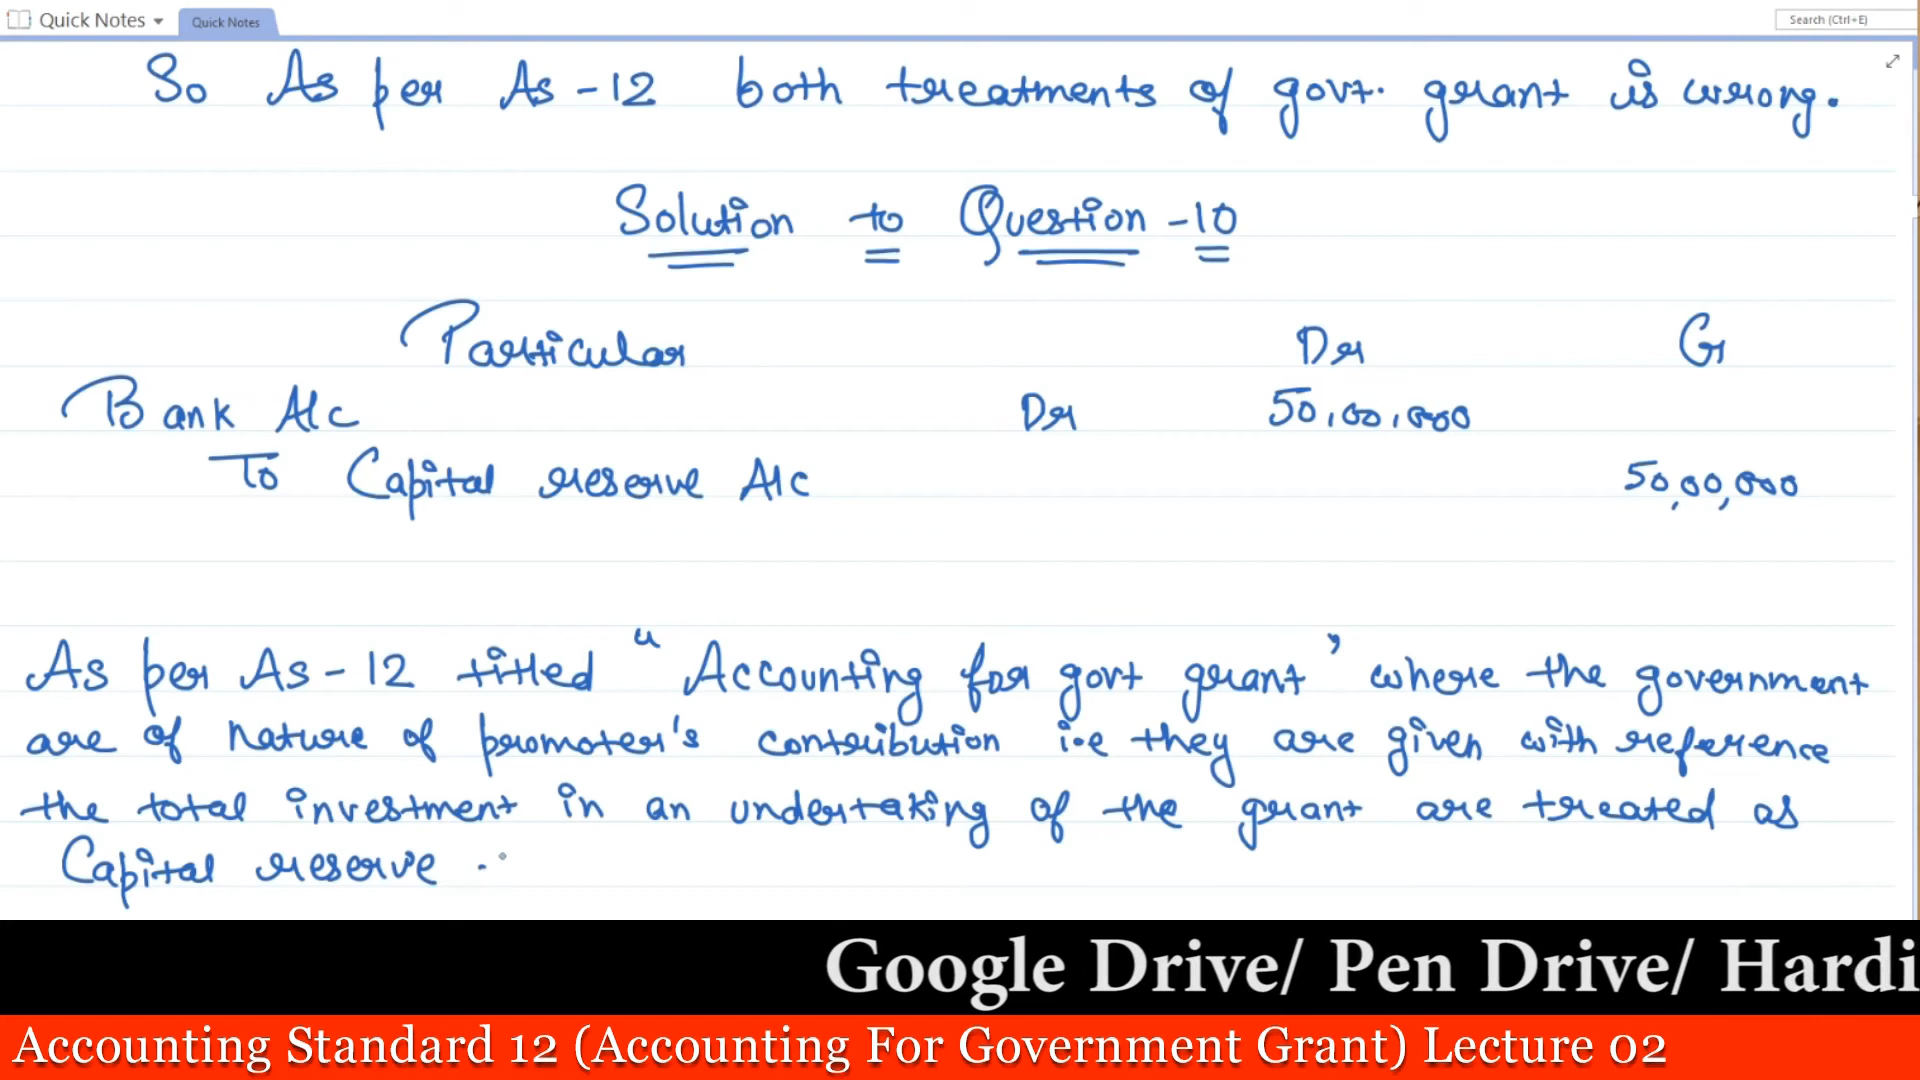 Quick Notes
Quick Notes
Search (Ctrl+E)
So As per As-12 both treatments of govt. grant is wrong.
Solution to Question-10
Particular Dr Cr
Bank A/c Dr 50,00,000
To Capital reserve A/c 50,00,000
As per As-12 titled "Accounting for govt grant" where the government
are of nature of promoter's contribution i.e they are given with reference
the total investment in an undertaking of the grant are treated as
Capital reserve.
Google Drive/ Pen Drive/ Hardi
Accounting Standard 12 (Accounting For Government Grant) Lecture 02